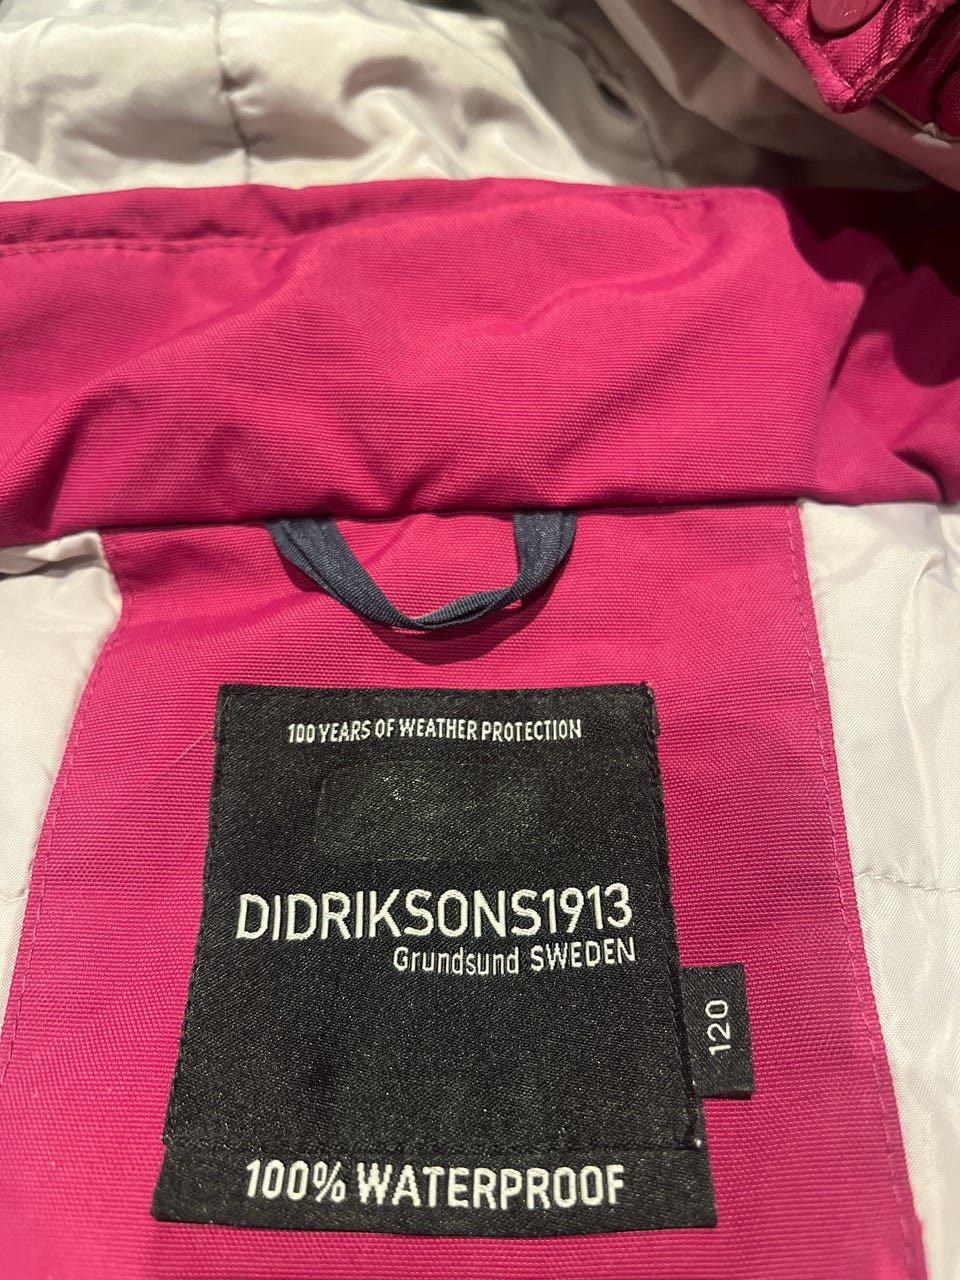 100 YEARS OF WEATHER PROTECTION
DIDRIKSONS1913
Grundsund SWEDEN
120
100% WATERPROOF